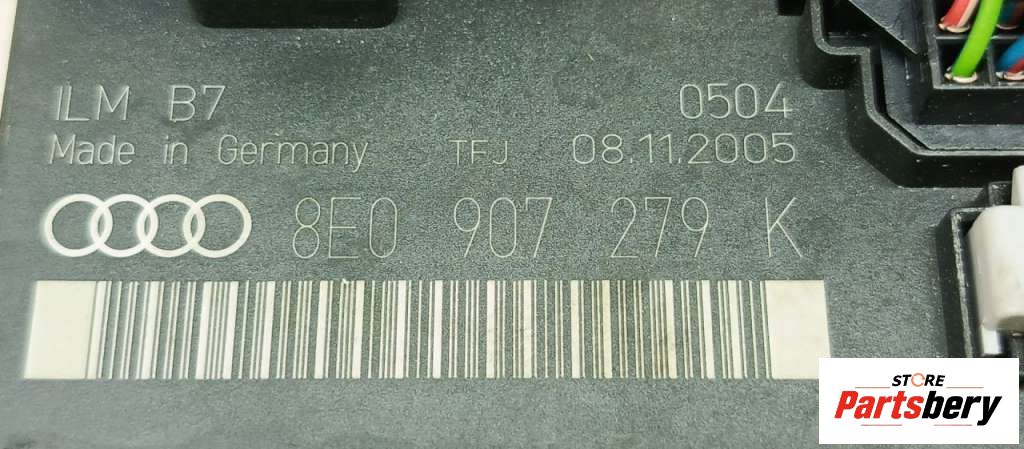 ILM B7 0504
Made in Germany TFJ 08.11.2005
8E0 907 279 K
STORE
Partsbery